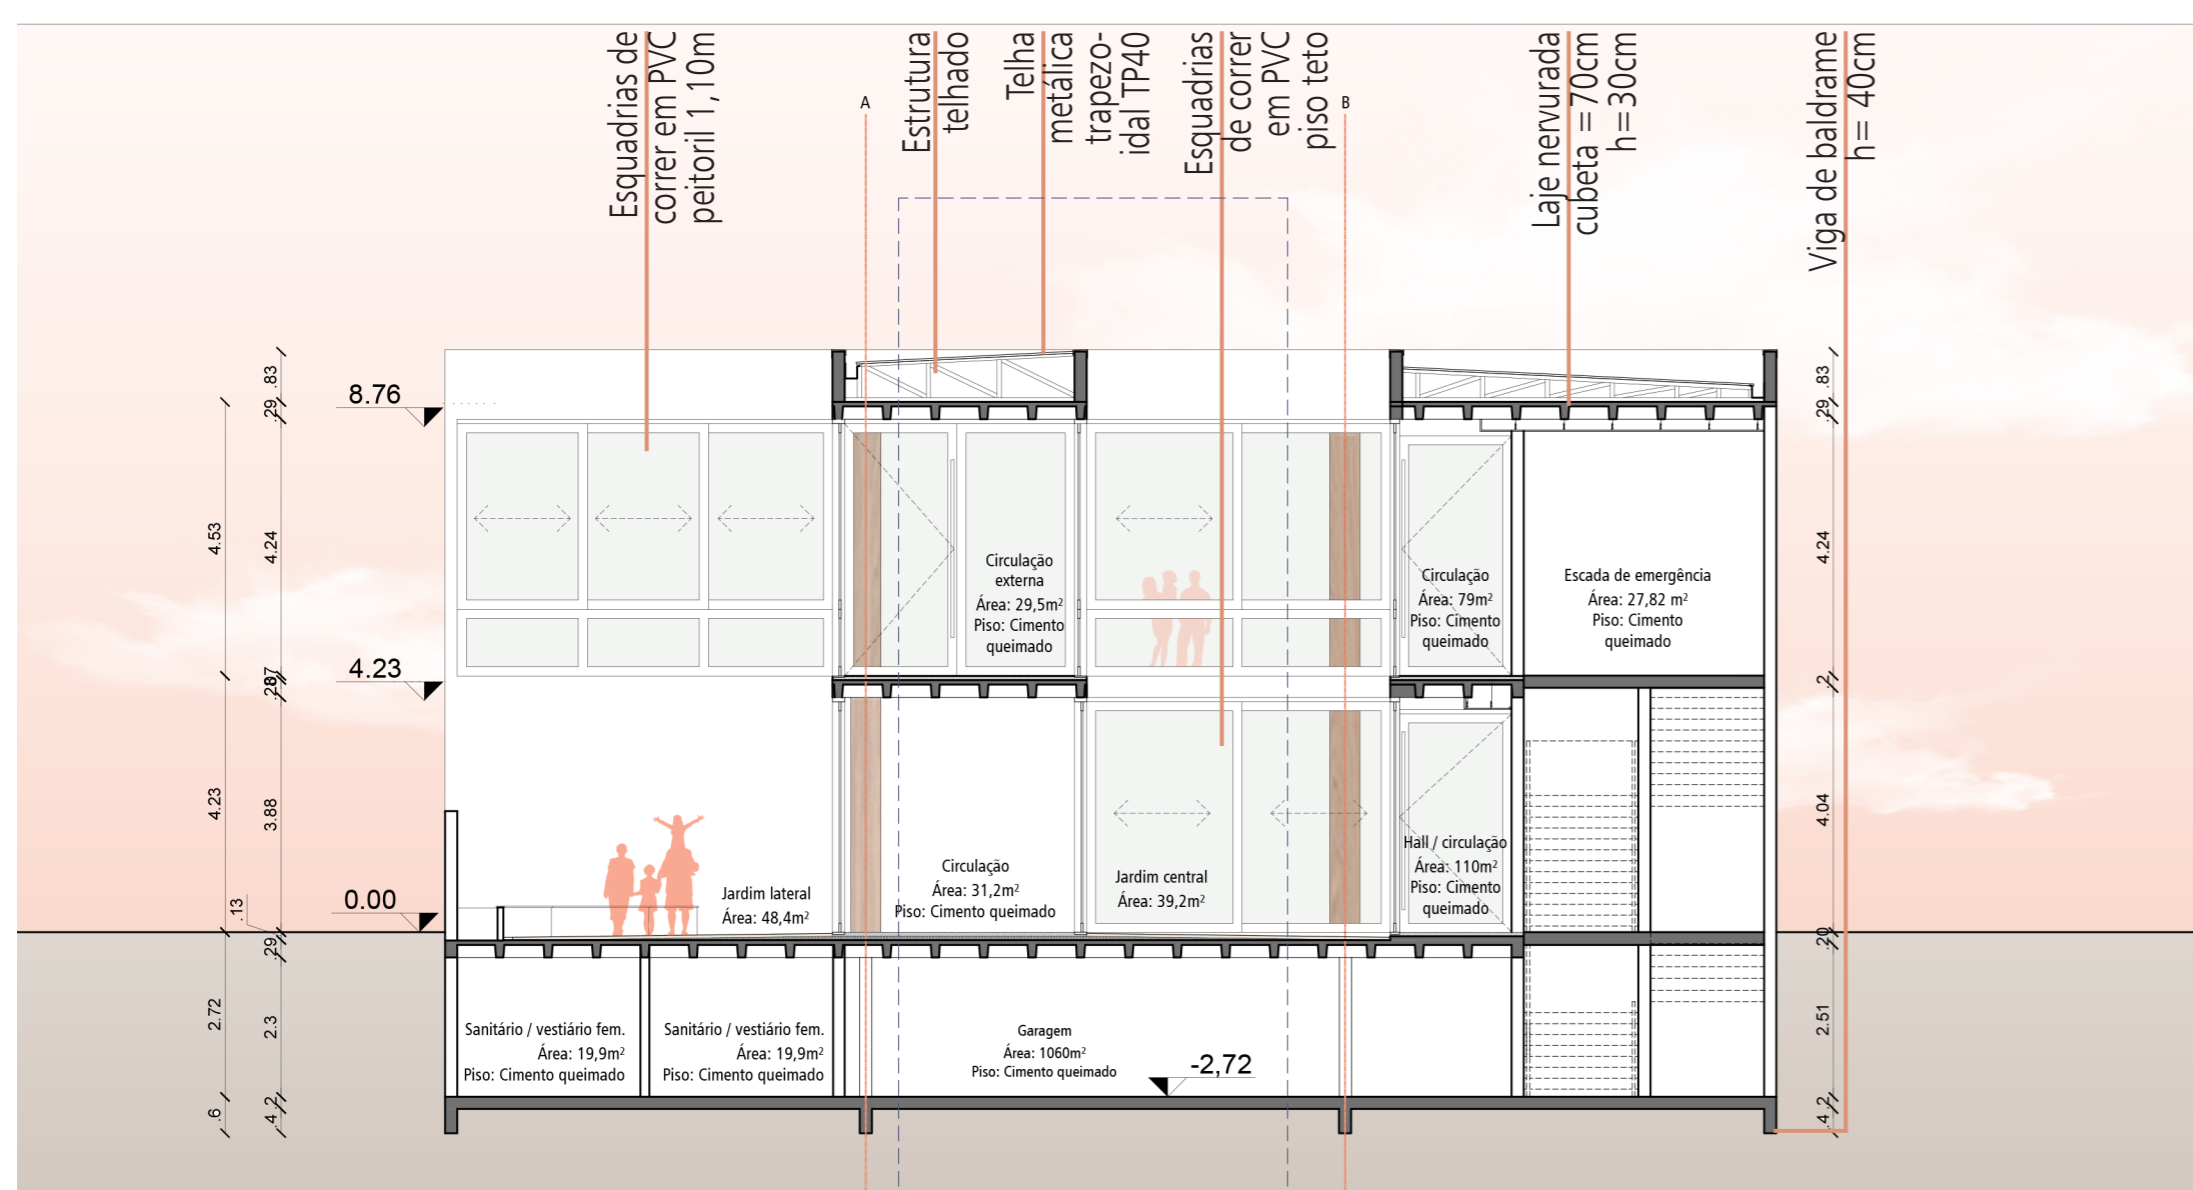 Esquadrias de
correr em PVC
peitoril 1,10m
Estrutura
telhado
Telha
metálica
trapezo-
idal TP40
Esquadrias
de correr
em PVC
piso teto
Laje nervurada
cubeta = 70cm
h=30cm
Viga de baldrame
h= 40cm
A
B
8.76
4.23
0.00
-2,72
4.53
4.23
2.72
.6
.83
.29
4.24
3.88
.13
.29
2.3
.2
.4
.83
.29
4.24
.2
4.04
.20
2.51
.2
.4
Circulação
externa
Área: 29,5m²
Piso: Cimento
queimado
Circulação
Área: 79m²
Piso: Cimento
queimado
Escada de emergência
Área: 27,82 m²
Piso: Cimento
queimado
Jardim lateral
Área: 48,4m²
Circulação
Área: 31,2m²
Piso: Cimento queimado
Jardim central
Área: 39,2m²
Hall / circulação
Área: 110m²
Piso: Cimento
queimado
Sanitário / vestiário fem.
Área: 19,9m²
Piso: Cimento queimado
Sanitário / vestiário fem.
Área: 19,9m²
Piso: Cimento queimado
Garagem
Área: 1060m²
Piso: Cimento queimado